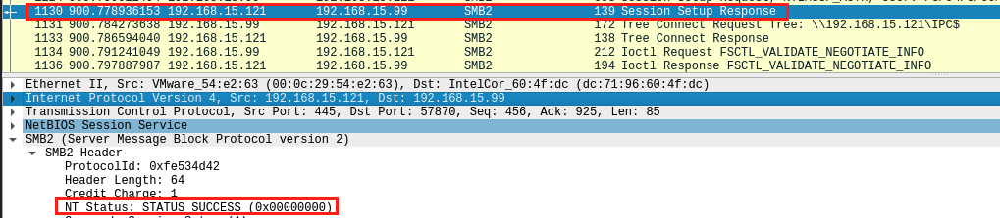 1130 900.778936153 192.168.15.121 192.168.15.99 SMB2 139 Session Setup Response
1131 900.784273638 192.168.15.99 192.168.15.121 SMB2 172 Tree Connect Request Tree: \\192.168.15.121\IPC$
1133 900.786594040 192.168.15.121 192.168.15.99 SMB2 138 Tree Connect Response
1134 900.791241049 192.168.15.99 192.168.15.121 SMB2 212 Ioctl Request FSCTL_VALIDATE_NEGOTIATE_INFO
1136 900.797887987 192.168.15.121 192.168.15.99 SMB2 194 Ioctl Response FSCTL_VALIDATE_NEGOTIATE_INFO
Ethernet II, Src: VMware_54:e2:63 (00:0c:29:54:e2:63), Dst: IntelCor_60:4f:dc (dc:71:96:60:4f:dc)
Internet Protocol Version 4, Src: 192.168.15.121, Dst: 192.168.15.99
Transmission Control Protocol, Src Port: 445, Dst Port: 57870, Seq: 456, Ack: 925, Len: 85
NetBIOS Session Service
SMB2 (Server Message Block Protocol version 2)
SMB2 Header
ProtocolId: 0xfe534d42
Header Length: 64
Credit Charge: 1
NT Status: STATUS_SUCCESS (0x00000000)